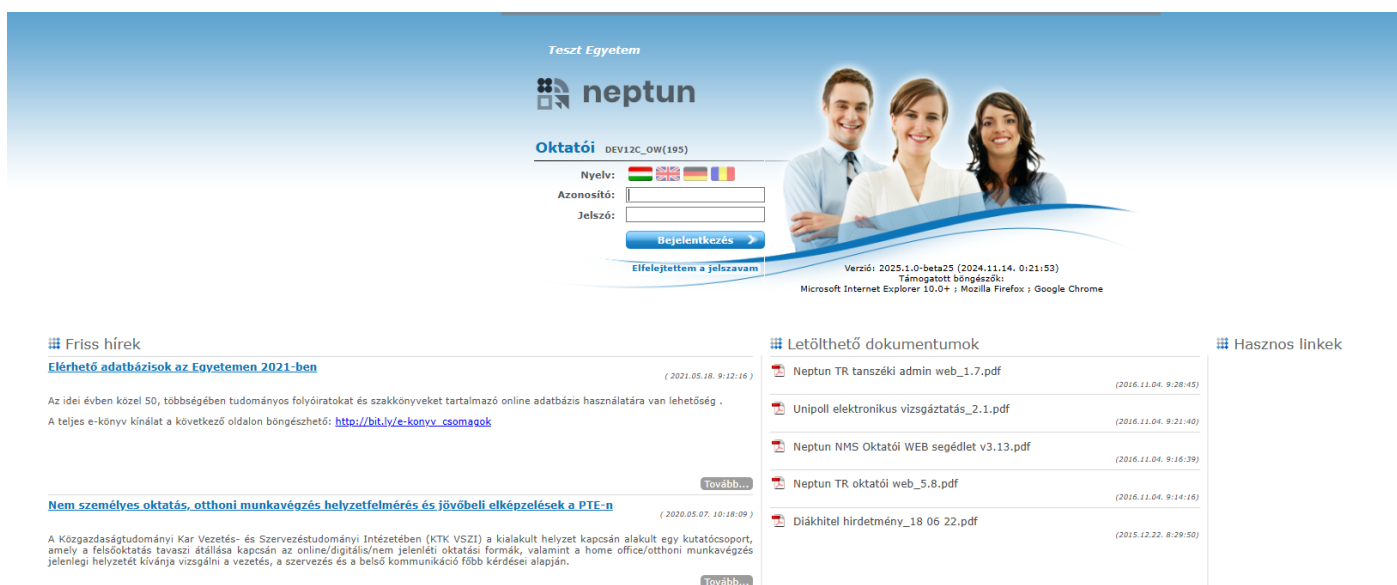 Teszt Egyetem
neptun
Oktatói DEV12C_OW(195)
Nyelv:
Azonosító:
Jelszó:
Bejelentkezés
Elfelejtettem a jelszavam
Verzió: 2025.1.0-beta25 (2024.11.14. 0:21:53)
Támogatott böngészők:
Microsoft Internet Explorer 10.0+ ; Mozilla Firefox ; Google Chrome
Friss hírek
Elérhető adatbázisok az Egyetemen 2021-ben
( 2021.05.18. 9:12:16 )
Az idei évben közel 50, többségében tudományos folyóiratokat és szakkönyveket tartalmazó online adatbázis használatára van lehetőség .
A teljes e-könyv kínálat a következő oldalon böngészhető: http://bit.ly/e-konyv_csomagok
Tovább...
Nem személyes oktatás, otthoni munkavégzés helyzetfelmérés és jövőbeli elképzelések a PTE-n
( 2020.05.07. 10:18:09 )
A Közgazdaságtudományi Kar Vezetés- és Szervezéstudományi Intézetében (KTK VSZI) a kialakult helyzet kapcsán alakult egy kutatócsoport,
amely a felsőoktatás tavaszi átállása kapcsán az online/digitális/nem jelenléti oktatási formák, valamint a home office/otthoni munkavégzés
jelenlegi helyzetét kívánja vizsgálni a vezetés, a szervezés és a belső kommunikáció főbb kérdései alapján.
Tovább...
Letölthető dokumentumok
Neptun TR tanszéki admin web_1.7.pdf
(2016.11.04. 9:28:45)
Unipoll elektronikus vizsgáztatás_2.1.pdf
(2016.11.04. 9:21:40)
Neptun NMS Oktatói WEB segédlet v3.13.pdf
(2016.11.04. 9:16:39)
Neptun TR oktatói web_5.8.pdf
(2016.11.04. 9:14:16)
Diákhitel hirdetmény_18 06 22.pdf
(2015.12.22. 8:29:50)
Hasznos linkek